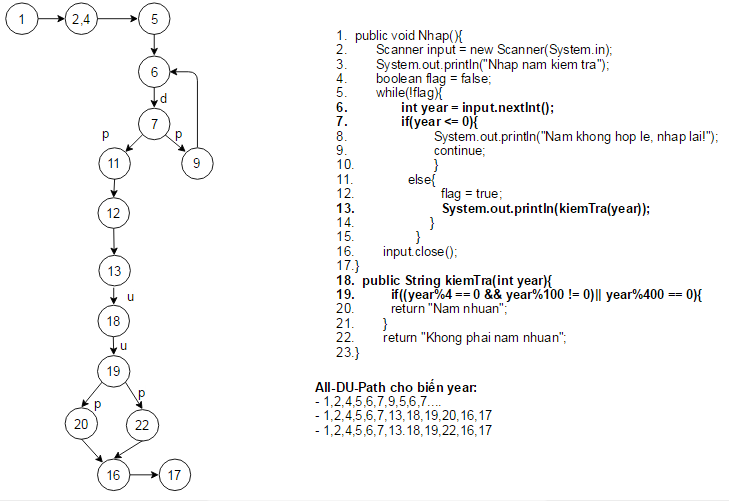 1
2,4
5
6
d
7
p
p
11
9
12
13
u
18
u
19
p
p
20
22
16
17
1. public void Nhap(){
2. Scanner input = new Scanner(System.in);
3. System.out.println("Nhap nam kiem tra");
4. boolean flag = false;
5. while(!flag){
6. int year = input.nextInt();
7. if(year <= 0){
8. System.out.println("Nam khong hop le, nhap lai!");
9. continue;
10. }
11. else{
12. flag = true;
13. System.out.println(kiemTra(year));
14. }
15. }
16. input.close();
17.}
18. public String kiemTra(int year){
19. if((year%4 == 0 && year%100 != 0)|| year%400 == 0){
20. return "Nam nhuan";
21. }
22. return "Khong phai nam nhuan";
23.}
All-DU-Path cho biến year:
- 1,2,4,5,6,7,9,5,6,7....
- 1,2,4,5,6,7,13,18,19,20,16,17
- 1,2,4,5,6,7,13.18,19,22,16,17